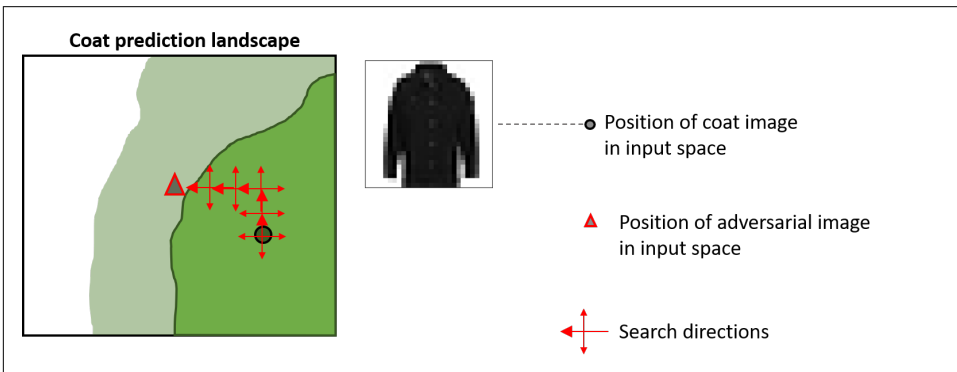 Coat prediction landscape
Position of coat image
in input space
Position of adversarial image
in input space
Search directions